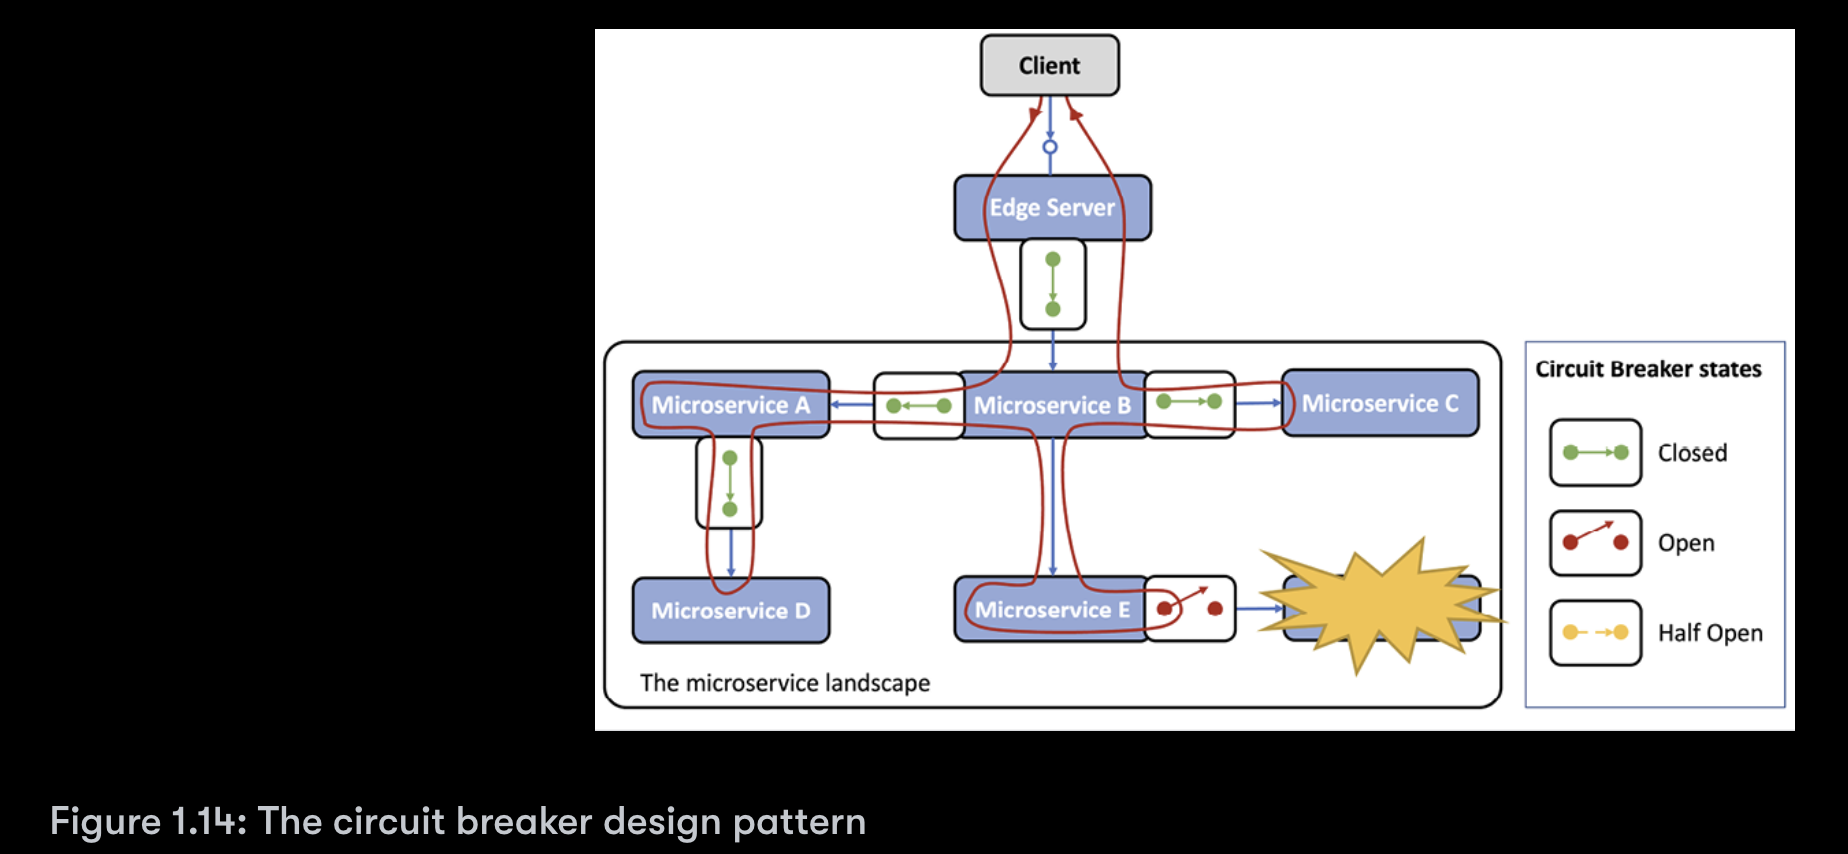 Client
Edge Server
Microservice A
Microservice B
Microservice C
Microservice D
Microservice E
The microservice landscape
Circuit Breaker states
Closed
Open
Half Open
Figure 1.14: The circuit breaker design pattern